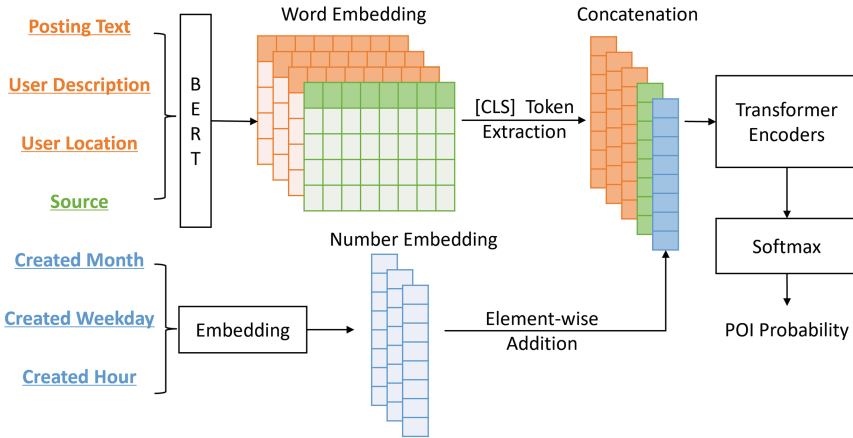 Posting Text
User Description
User Location
Source
Created Month
Created Weekday
Created Hour
B
E
R
T
Word Embedding
[CLS] Token
Extraction
Concatenation
Transformer
Encoders
Softmax
POI Probability
Embedding
Number Embedding
Element-wise
Addition